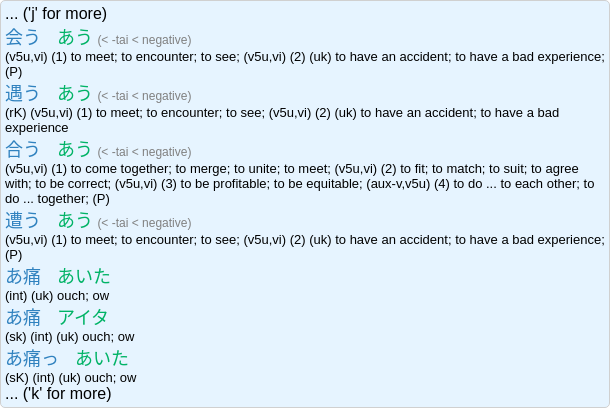 ... ('j' for more)
会う　あう (< -tai < negative)
(v5u,vi) (1) to meet; to encounter; to see; (v5u,vi) (2) (uk) to have an accident; to have a bad experience;
(P)
遇う　あう (< -tai < negative)
(rK) (v5u,vi) (1) to meet; to encounter; to see; (v5u,vi) (2) (uk) to have an accident; to have a bad
experience
合う　あう (< -tai < negative)
(v5u,vi) (1) to come together; to merge; to unite; to meet; (v5u,vi) (2) to fit; to match; to suit; to agree
with; to be correct; (v5u,vi) (3) to be profitable; to be equitable; (aux-v,v5u) (4) to do ... to each other; to
do ... together; (P)
遭う　あう (< -tai < negative)
(v5u,vi) (1) to meet; to encounter; to see; (v5u,vi) (2) (uk) to have an accident; to have a bad experience;
(P)
あ痛　あいた
(int) (uk) ouch; ow
あ痛　アイタ
(sk) (int) (uk) ouch; ow
あ痛っ　あいた
(sK) (int) (uk) ouch; ow
... ('k' for more)